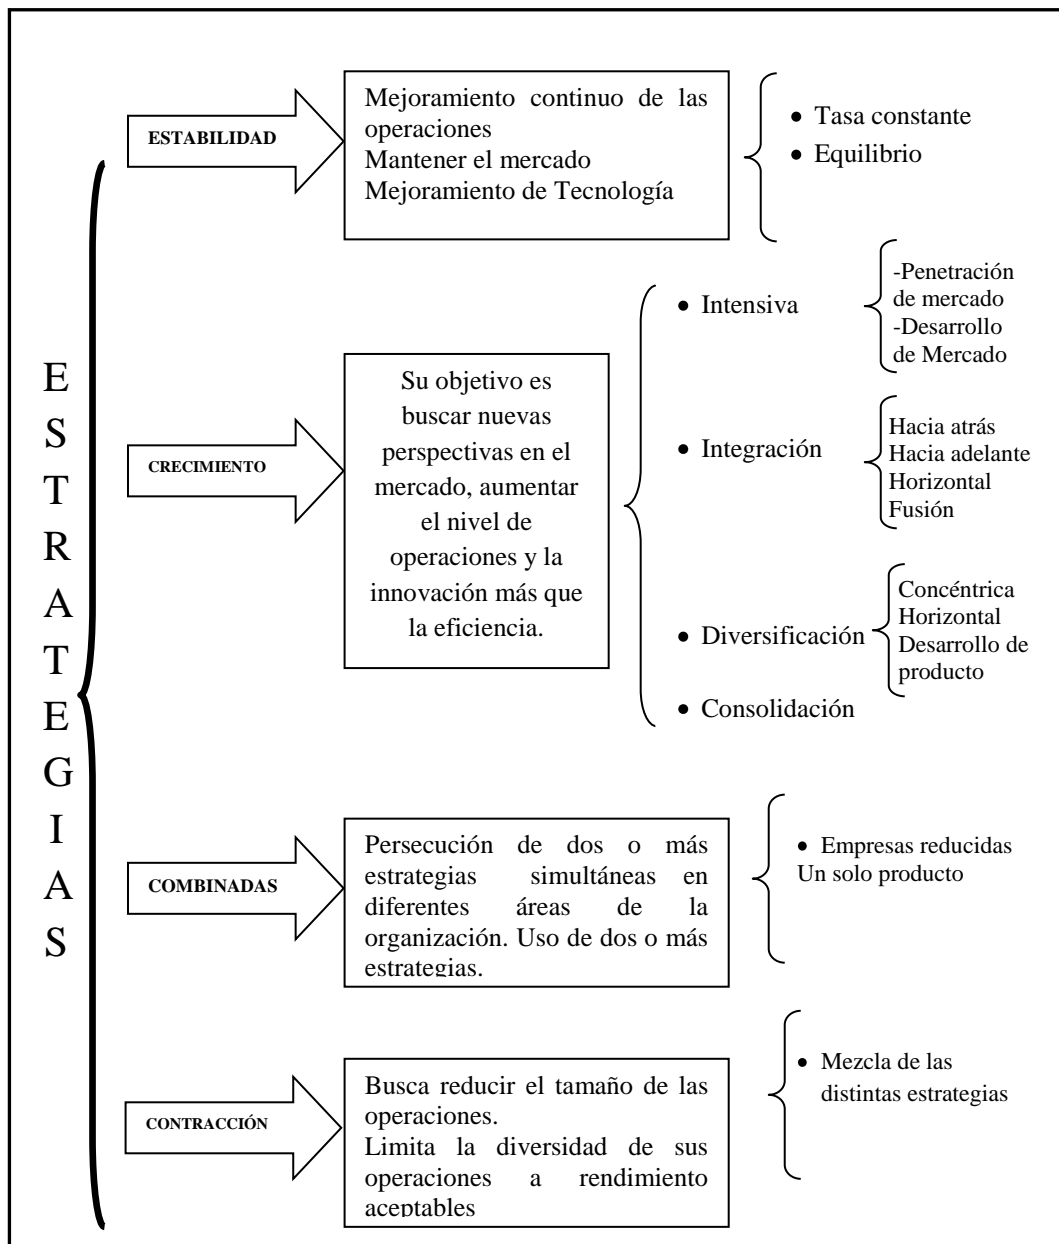 ESTRATEGIAS
ESTABILIDAD
Mejoramiento continuo de las
operaciones
Mantener el mercado
Mejoramiento de Tecnología
• Tasa constante
• Equilibrio
CRECIMIENTO
Su objetivo es
buscar nuevas
perspectivas en el
mercado, aumentar
el nivel de
operaciones y la
innovación más que
la eficiencia.
• Intensiva
-Penetración
de mercado
-Desarrollo
de Mercado
• Integración
Hacia atrás
Hacia adelante
Horizontal
Fusión
• Diversificación
Concéntrica
Horizontal
Desarrollo de
producto
• Consolidación
COMBINADAS
Persecución de dos o más
estrategias simultáneas en
diferentes áreas de la
organización. Uso de dos o más
estrategias.
• Empresas reducidas
Un solo producto
CONTRACCIÓN
Busca reducir el tamaño de las
operaciones.
Limita la diversidad de sus
operaciones a rendimiento
aceptables
• Mezcla de las
distintas estrategias